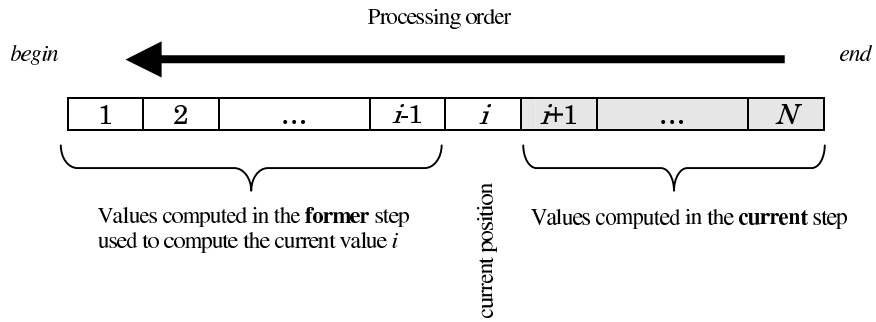 Processing order
begin
end
1 2 ... i-1 i i+1 ... N
Values computed in the former step
used to compute the current value i
current position
Values computed in the current step